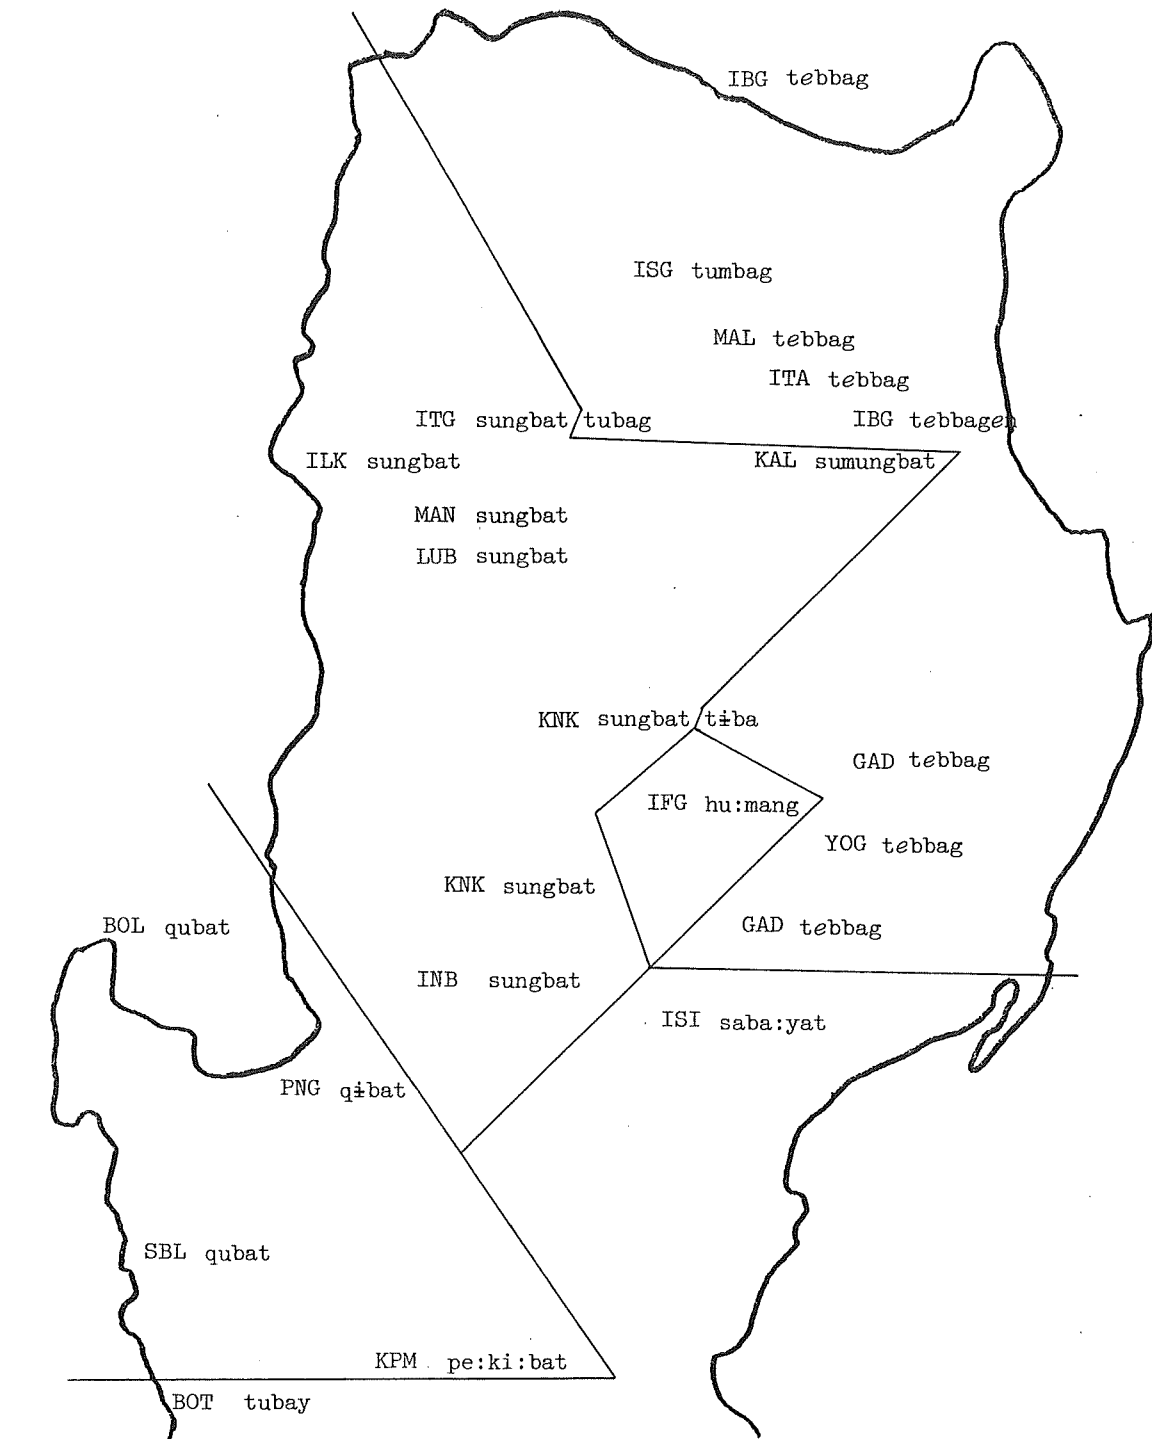 IBG tebbag
ISG tumbag
MAL tebbag
ITA tebbag
ITG sungbat/tubag
IBG tebbagen
ILK sungbat
KAL sumungbat
MAN sungbat
LUB sungbat
KNK sungbat/tɨba
GAD tebbag
IFG hu:mang
YOG tebbag
KNK sungbat
BOL qubat
GAD tebbag
INB sungbat
ISI saba:yat
PNG qɨbat
SBL qubat
KPM pe:ki:bat
BOT tubay